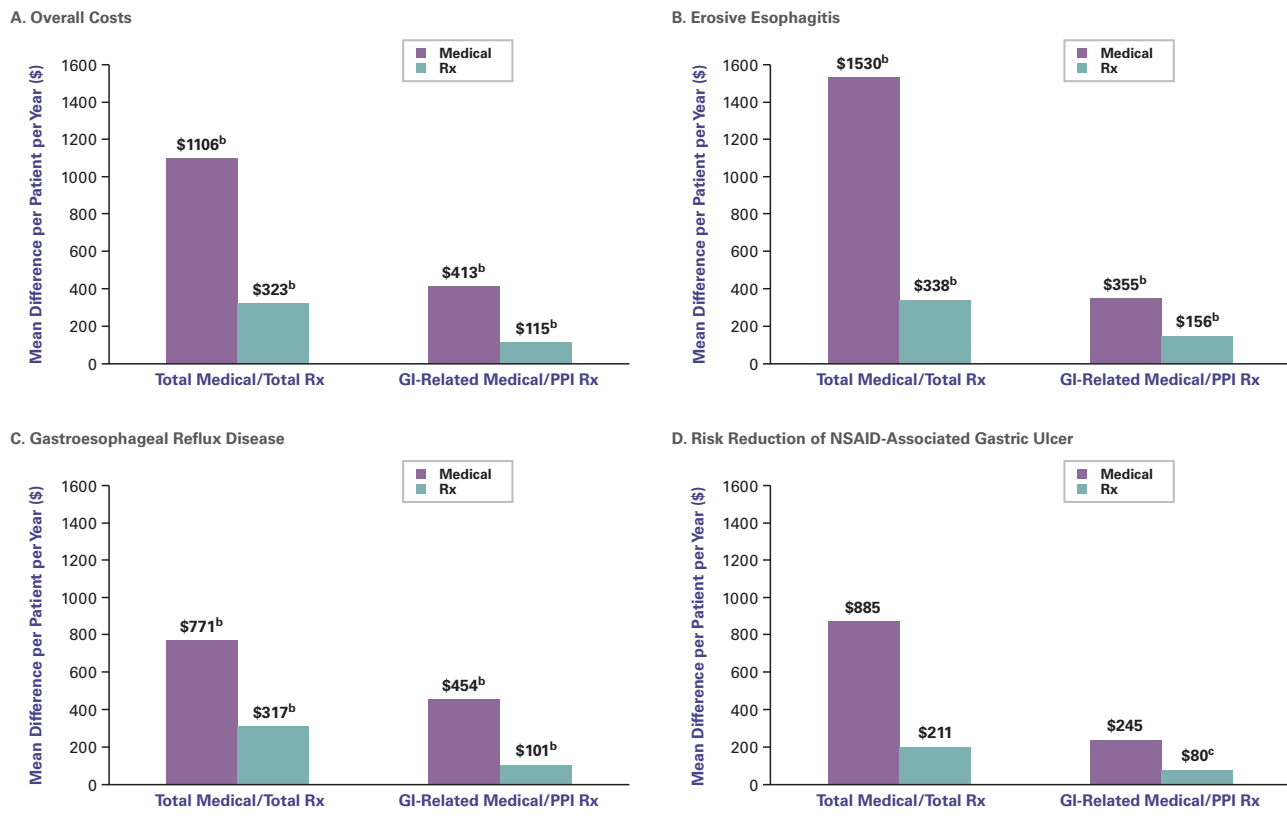 A. Overall Costs
Medical
Rx
Mean Difference per Patient per Year ($)
1600
1400
1200
1000
800
600
400
200
0
$1106b
$323b
$413b
$115b
Total Medical/Total Rx
GI-Related Medical/PPI Rx
B. Erosive Esophagitis
Medical
Rx
Mean Difference per Patient per Year ($)
1600
1400
1200
1000
800
600
400
200
0
$1530b
$338b
$355b
$156b
Total Medical/Total Rx
GI-Related Medical/PPI Rx
C. Gastroesophageal Reflux Disease
Medical
Rx
Mean Difference per Patient per Year ($)
1600
1400
1200
1000
800
600
400
200
0
$771b
$317b
$454b
$101b
Total Medical/Total Rx
GI-Related Medical/PPI Rx
D. Risk Reduction of NSAID-Associated Gastric Ulcer
Medical
Rx
Mean Difference per Patient per Year ($)
1600
1400
1200
1000
800
600
400
200
0
$885
$211
$245
$80c
Total Medical/Total Rx
GI-Related Medical/PPI Rx